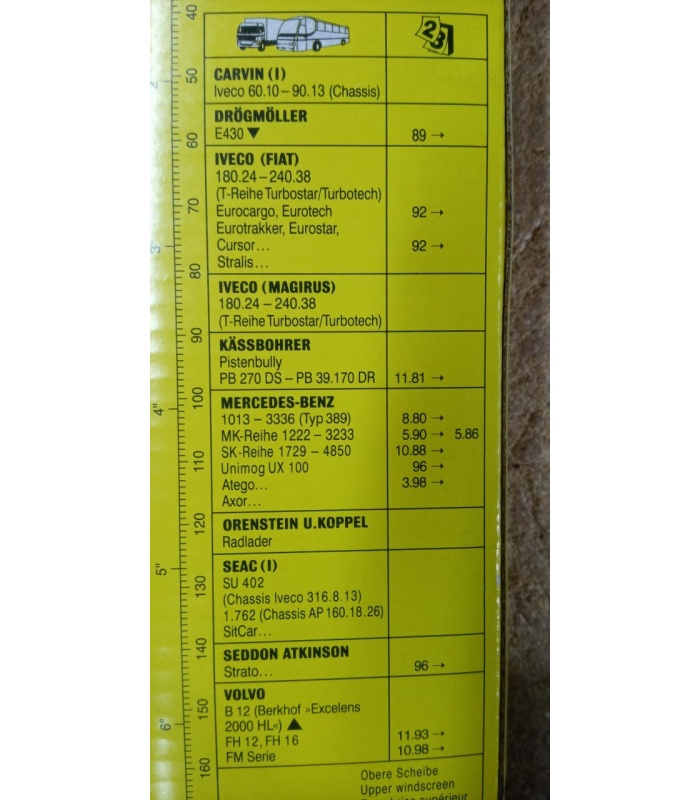 23
CARVIN (I)
Iveco 60.10 – 90.13 (Chassis)
DRÖGMÖLLER
E430 ▼ 89 →
IVECO (FIAT)
180.24 – 240.38
(T-Reihe Turbostar/Turbotech)
Eurocargo, Eurotech 92 →
Eurotrakker, Eurostar,
Cursor... 92 →
Stralis...
IVECO (MAGIRUS)
180.24 – 240.38
(T-Reihe Turbostar/Turbotech)
KÄSSBOHRER
Pistenbully
PB 270 DS – PB 39.170 DR 11.81 →
MERCEDES-BENZ
1013 – 3336 (Typ 389) 8.80 →
MK-Reihe 1222 – 3233 5.90 → 5.86
SK-Reihe 1729 – 4850 10.88 →
Unimog UX 100 96 →
Atego... 3.98 →
Axor...
ORENSTEIN U.KOPPEL
Radlader
SEAC (I)
SU 402
(Chassis Iveco 316.8.13)
1.762 (Chassis AP 160.18.26)
SitCar...
SEDDON ATKINSON
Strato... 96 →
VOLVO
B 12 (Berkhof »Excelens
2000 HL«) ▲
FH 12, FH 16 11.93 →
FM Serie 10.98 →
Obere Scheibe
Upper windscreen
40
50
60
70
80
90
100
110
120
130
140
150
160
2"
3"
4"
5"
6"